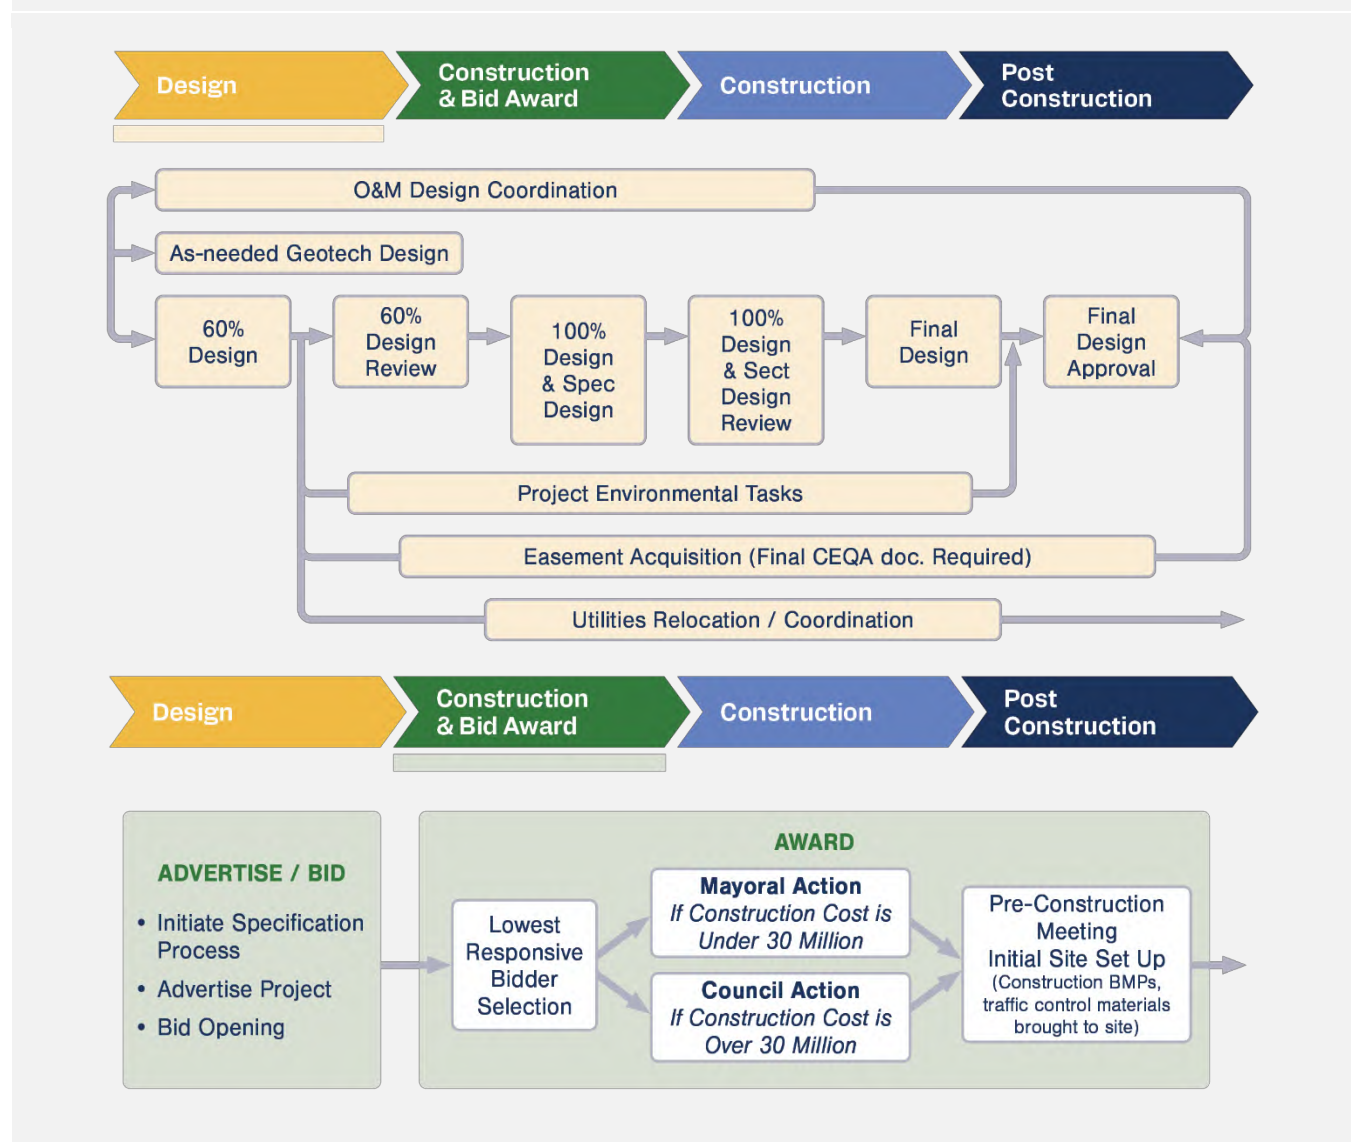 Design
Construction
& Bid Award
Construction
Post
Construction
O&M Design Coordination
As-needed Geotech Design
60%
Design
60%
Design
Review
100%
Design
& Spec
Design
100%
Design
& Sect
Design
Review
Final
Design
Final
Design
Approval
Project Environmental Tasks
Easement Acquisition (Final CEQA doc. Required)
Utilities Relocation / Coordination
Design
Construction
& Bid Award
Construction
Post
Construction
ADVERTISE / BID
• Initiate Specification
Process
• Advertise Project
• Bid Opening
AWARD
Lowest
Responsive
Bidder
Selection
Mayoral Action
If Construction Cost is
Under 30 Million
Council Action
If Construction Cost is
Over 30 Million
Pre-Construction
Meeting
Initial Site Set Up
(Construction BMPs,
traffic control materials
brought to site)